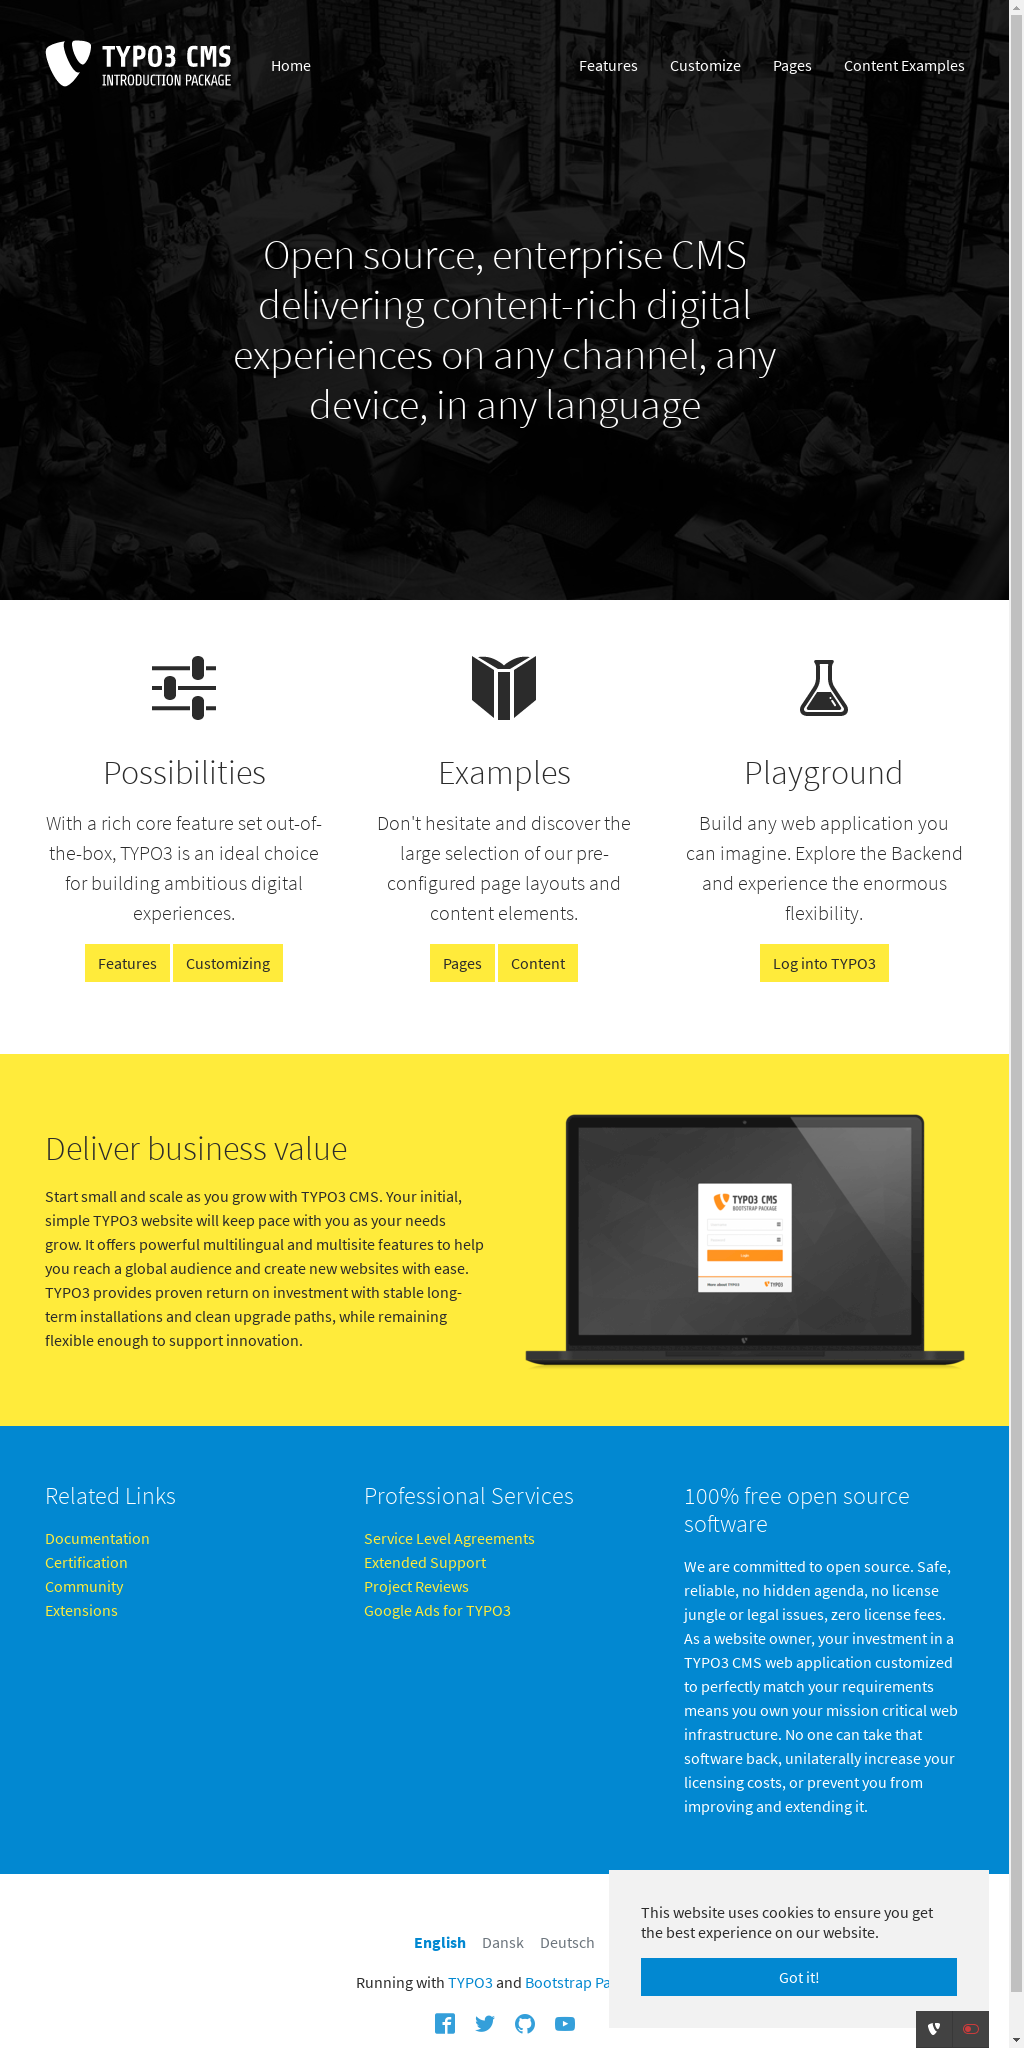 TYPO3 CMS
INTRODUCTION PACKAGE
Home
Features
Customize
Pages
Content Examples
Open source, enterprise CMS
delivering content-rich digital
experiences on any channel, any
device, in any language
Possibilities
With a rich core feature set out-of-
the-box, TYPO3 is an ideal choice
for building ambitious digital
experiences.
Features
Customizing
Examples
Don't hesitate and discover the
large selection of our pre-
configured page layouts and
content elements.
Pages
Content
Playground
Build any web application you
can imagine. Explore the Backend
and experience the enormous
flexibility.
Log into TYPO3
Deliver business value
Start small and scale as you grow with TYPO3 CMS. Your initial,
simple TYPO3 website will keep pace with you as your needs
grow. It offers powerful multilingual and multisite features to help
you reach a global audience and create new websites with ease.
TYPO3 provides proven return on investment with stable long-
term installations and clean upgrade paths, while remaining
flexible enough to support innovation.
TYPO3 CMS
BOOTSTRAP PACKAGE
More about TYPO3
TYPO3
Related Links
Documentation
Certification
Community
Extensions
Professional Services
Service Level Agreements
Extended Support
Project Reviews
Google Ads for TYPO3
100% free open source
software
We are committed to open source. Safe,
reliable, no hidden agenda, no license
jungle or legal issues, zero license fees.
As a website owner, your investment in a
TYPO3 CMS web application customized
to perfectly match your requirements
means you own your mission critical web
infrastructure. No one can take that
software back, unilaterally increase your
licensing costs, or prevent you from
improving and extending it.
English
Dansk
Deutsch
Running with TYPO3 and Bootstrap Pa
This website uses cookies to ensure you get
the best experience on our website.
Got it!